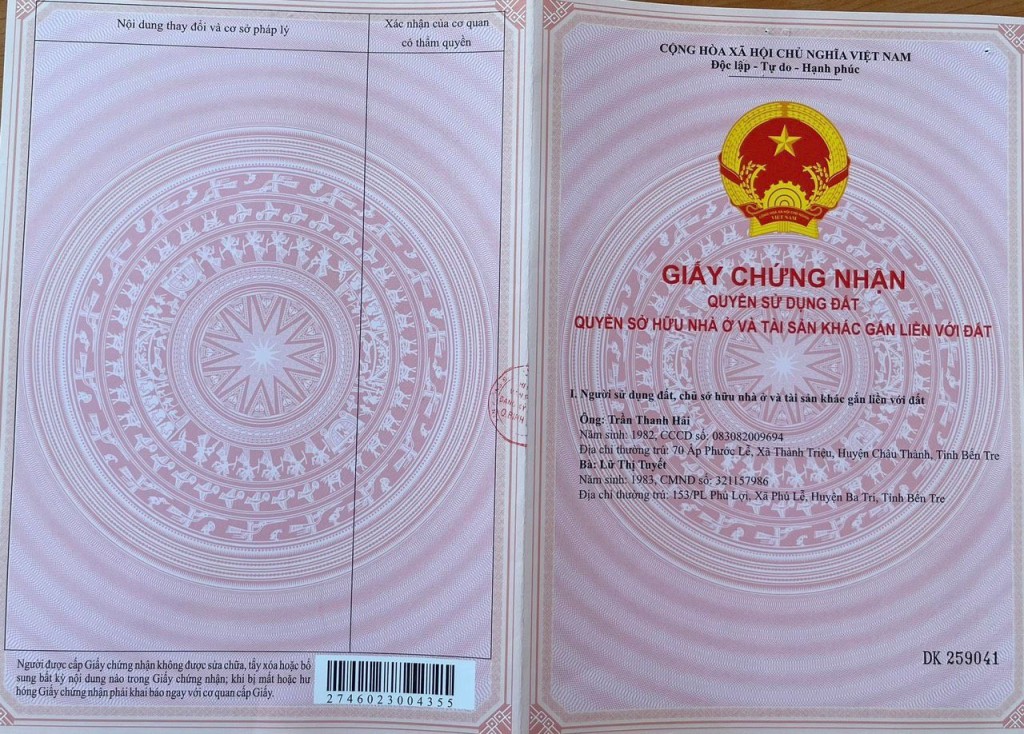 Nội dung thay đổi và cơ sở pháp lý
Xác nhận của cơ quan
có thẩm quyền
Người được cấp Giấy chứng nhận không được sửa chữa, tẩy xóa hoặc bổ
sung bất kỳ nội dung nào trong Giấy chứng nhận; khi bị mất hoặc hư
hỏng Giấy chứng nhận phải khai báo ngay với cơ quan cấp Giấy.
2746023004355
CỘNG HÒA XÃ HỘI CHỦ NGHĨA VIỆT NAM
Độc lập - Tự do - Hạnh phúc
VIỆT NAM
GIẤY CHỨNG NHẬN
QUYỀN SỬ DỤNG ĐẤT
QUYỀN SỞ HỮU NHÀ Ở VÀ TÀI SẢN KHÁC GẮN LIỀN VỚI ĐẤT
I. Người sử dụng đất, chủ sở hữu nhà ở và tài sản khác gắn liền với đất
Ông: Trần Thanh Hải
Năm sinh: 1982, CCCD số: 083082009694
Địa chỉ thường trú: 70 Ấp Phước Lễ, Xã Thành Triệu, Huyện Châu Thành, Tỉnh Bến Tre
Bà: Lữ Thị Tuyết
Năm sinh: 1983, CMND số: 321157986
Địa chỉ thường trú: 153/PL Phú Lợi, Xã Phú Lễ, Huyện Ba Tri, Tỉnh Bến Tre
DK 259041